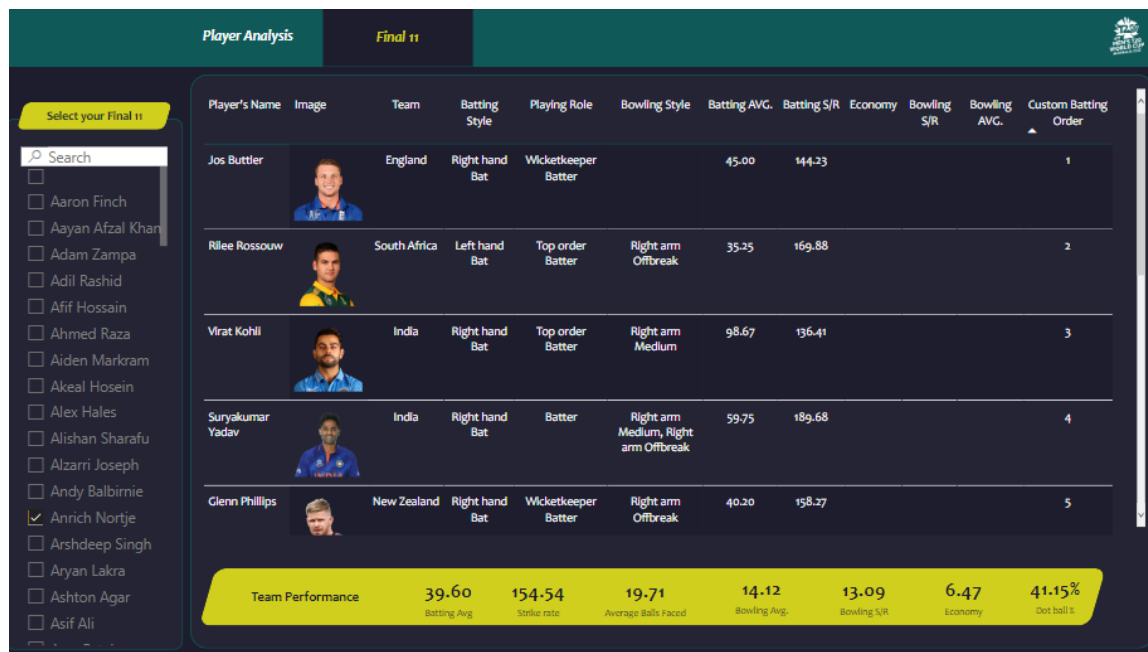 Player Analysis
Final 11
MEN'S T20
WORLD CUP
Select your Final 11
Search
Aaron Finch
Aayan Afzal Khan
Adam Zampa
Adil Rashid
Afif Hossain
Ahmed Raza
Aiden Markram
Akeal Hosein
Alex Hales
Alishan Sharafu
Alzarri Joseph
Andy Balbirnie
Anrich Nortje
Arshdeep Singh
Aryan Lakra
Ashton Agar
Asif Ali
Player's Name Image Team Batting Playing Role Bowling Style Batting AVG. Batting S/R Economy Bowling Bowling Custom Batting
Style S/R AVG. Order
Jos Buttler England Right hand Wicketkeeper 45.00 144.23 1
Bat Batter
Rilee Rossouw South Africa Left hand Top order Right arm 35.25 169.88 2
Bat Batter Offbreak
Virat Kohli India Right hand Top order Right arm 98.67 136.41 3
Bat Batter Medium
Suryakumar India Right hand Batter Right arm 59.75 189.68 4
Yadav Bat Medium, Right
arm Offbreak
INDIA
Glenn Phillips New Zealand Right hand Wicketkeeper Right arm 40.20 158.27 5
Bat Batter Offbreak
Team Performance 39.60 154.54 19.71 14.12 13.09 6.47 41.15%
Batting Avg Strike rate Average Balls Faced Bowling Avg. Bowling S/R Economy Dot ball %